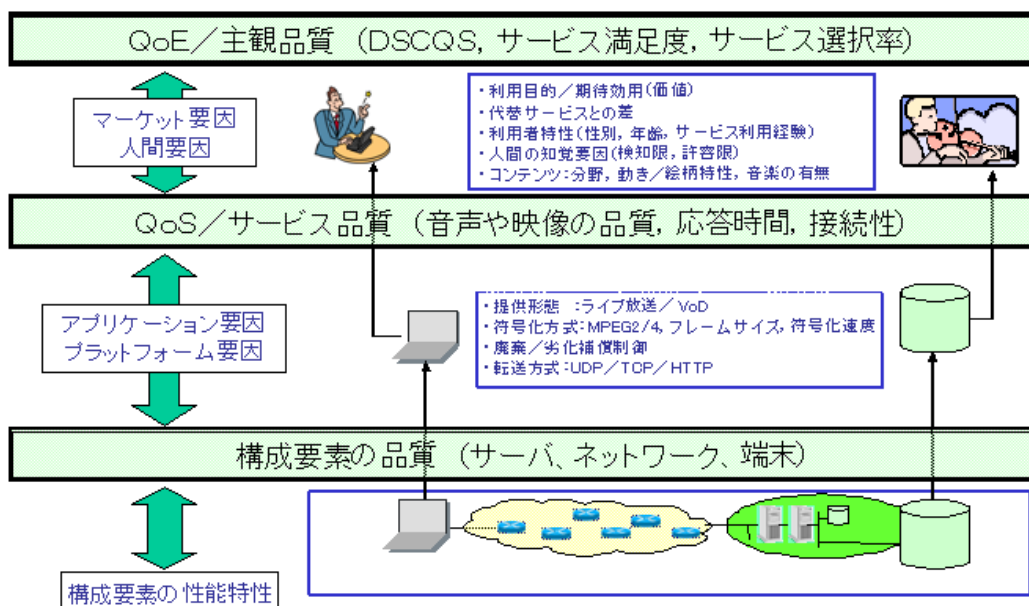 QoE／主観品質 (DSCQS, サービス満足度, サービス選択率)
マーケット要因
人間要因
・利用目的／期待効用(価値)
・代替サービスとの差
・利用者特性(性別, 年齢, サービス利用経験)
・人間の知覚要因(検知限, 許容限)
・コンテンツ:分野, 動き／絵柄特性, 音楽の有無
QoS／サービス品質 (音声や映像の品質, 応答時間, 接続性)
アプリケーション要因
プラットフォーム要因
・提供形態 :ライブ放送／VoD
・符号化方式:MPEG2/4, フレームサイズ, 符号化速度
・廃棄／劣化補償制御
・転送方式:UDP／TCP／HTTP
構成要素の品質 (サーバ、ネットワーク、端末)
構成要素の性能特性